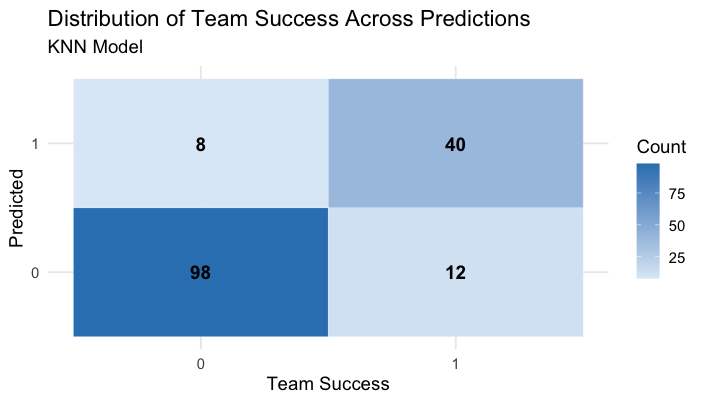 Distribution of Team Success Across Predictions
KNN Model
Predicted
1
0
8
40
98
12
0
1
Team Success
Count
75
50
25